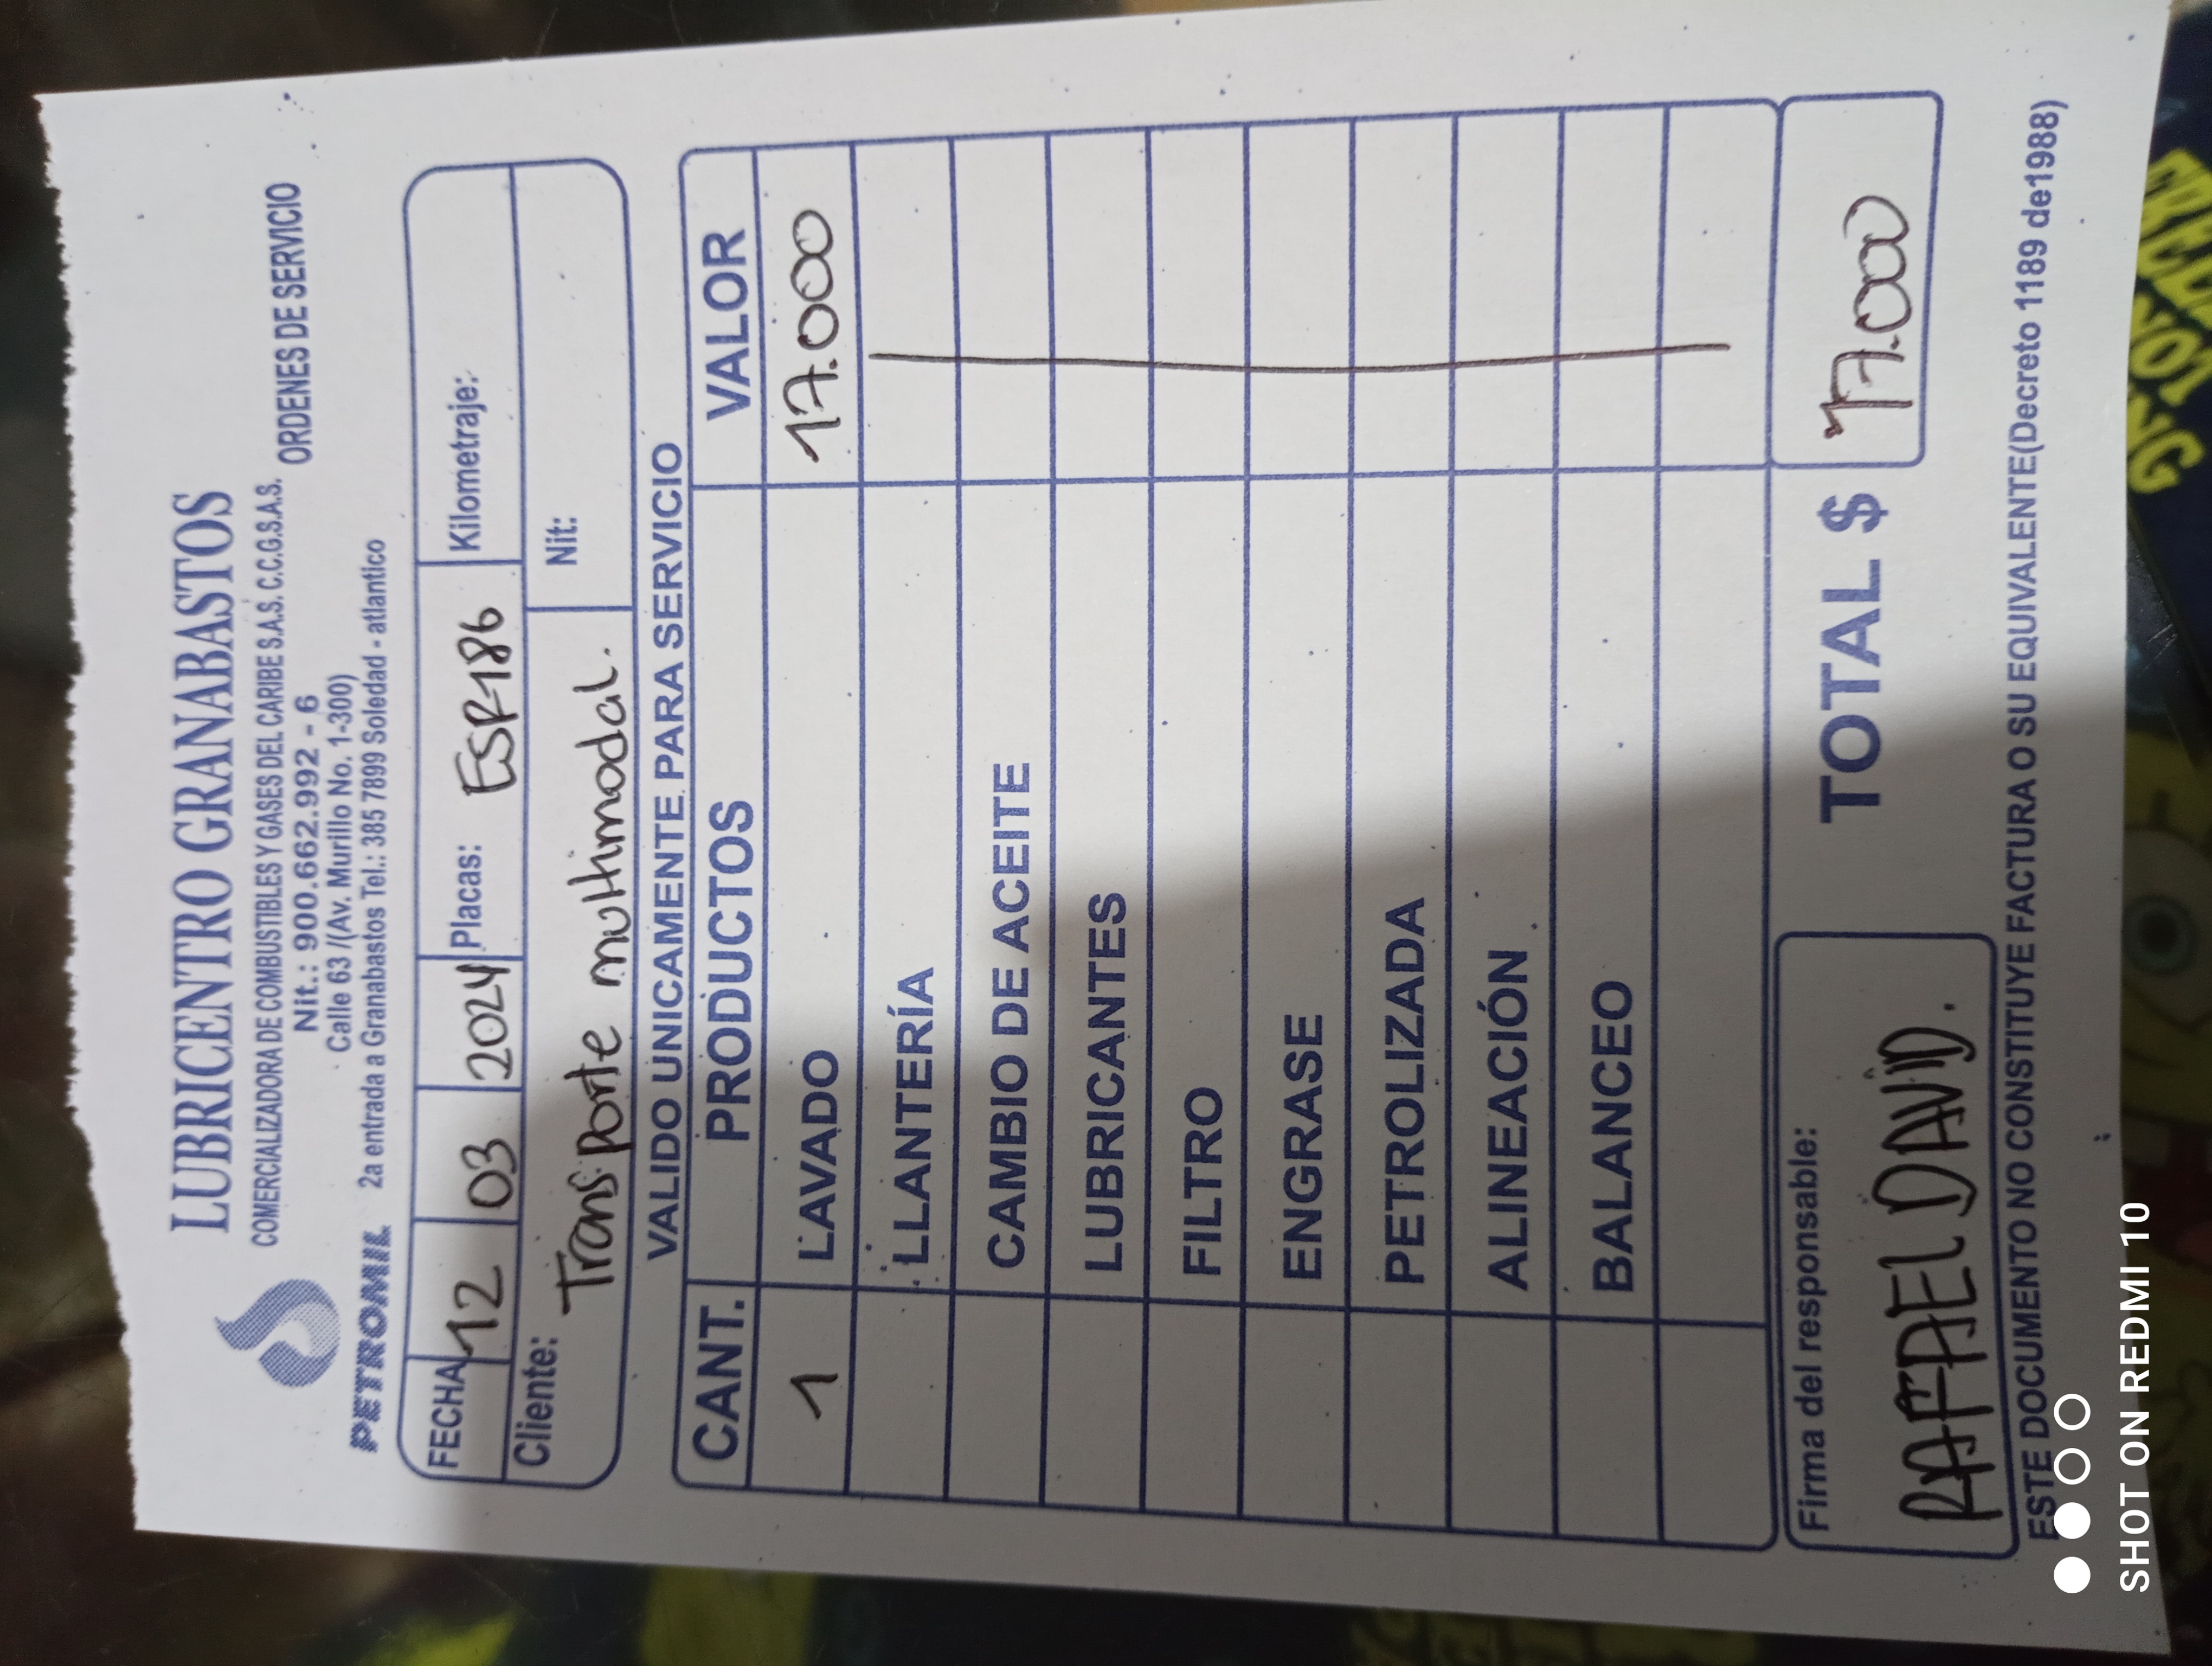 LUBRICENTRO GRANABASTOS
COMERCIALIZADORA DE COMBUSTIBLES Y GASES DEL CARIBE S.A.S. C.C.G.S.A.S.
Nit.: 900.662.992 - 6
ORDENES DE SERVICIO
Calle 63 /(Av. Murillo No. 1-300)
PETROMIL 2a entrada a Granabastos Tel.: 385 7899 Soledad - atlantico
FECHA 12 03 2024 Placas: ESR186 Kilometraje:
Cliente: Transporte multimodal. Nit:
VALIDO UNICAMENTE PARA SERVICIO
CANT. PRODUCTOS VALOR
1 LAVADO 17.000
LLANTERÍA
CAMBIO DE ACEITE
LUBRICANTES
FILTRO
ENGRASE
PETROLIZADA
ALINEACIÓN
BALANCEO
Firma del responsable:
RAFAEL DAVID.
TOTAL $ 17.000
ESTE DOCUMENTO NO CONSTITUYE FACTURA O SU EQUIVALENTE(Decreto 1189 de1988)
SHOT ON REDMI 10